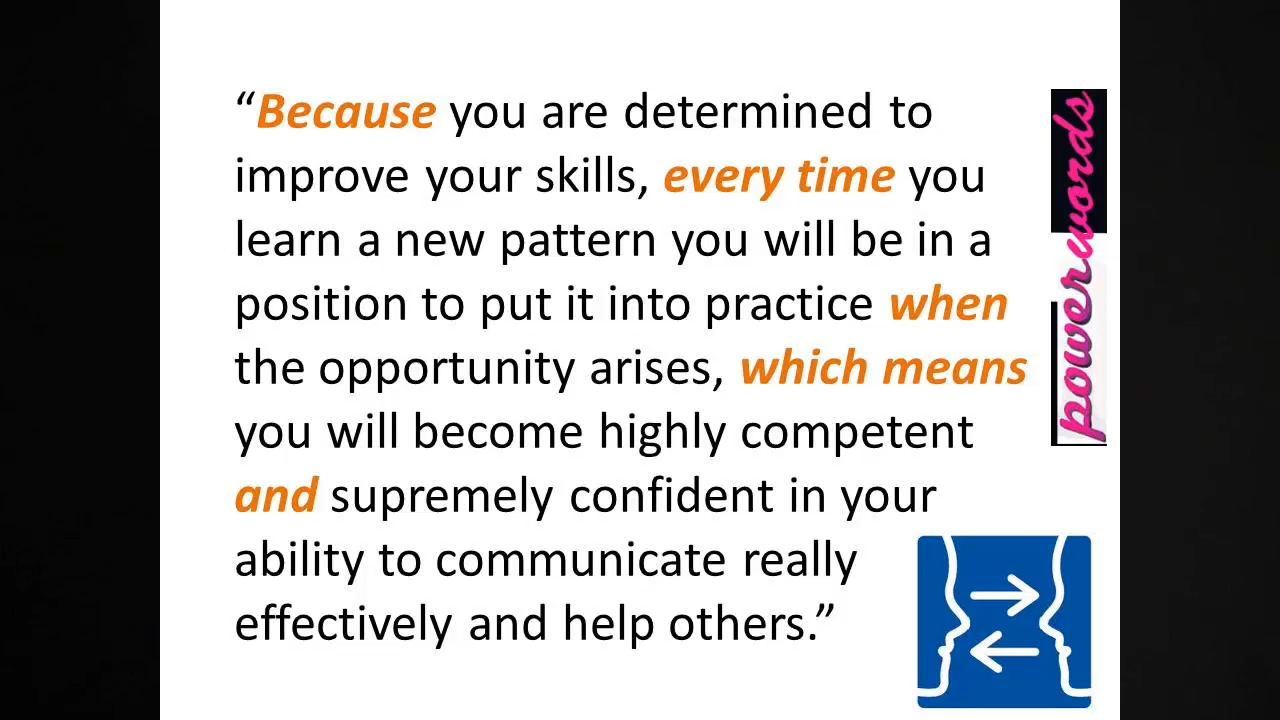 “Because you are determined to
improve your skills, every time you
learn a new pattern you will be in a
position to put it into practice when
the opportunity arises, which means
you will become highly competent
and supremely confident in your
ability to communicate really
effectively and help others.”
powerwords